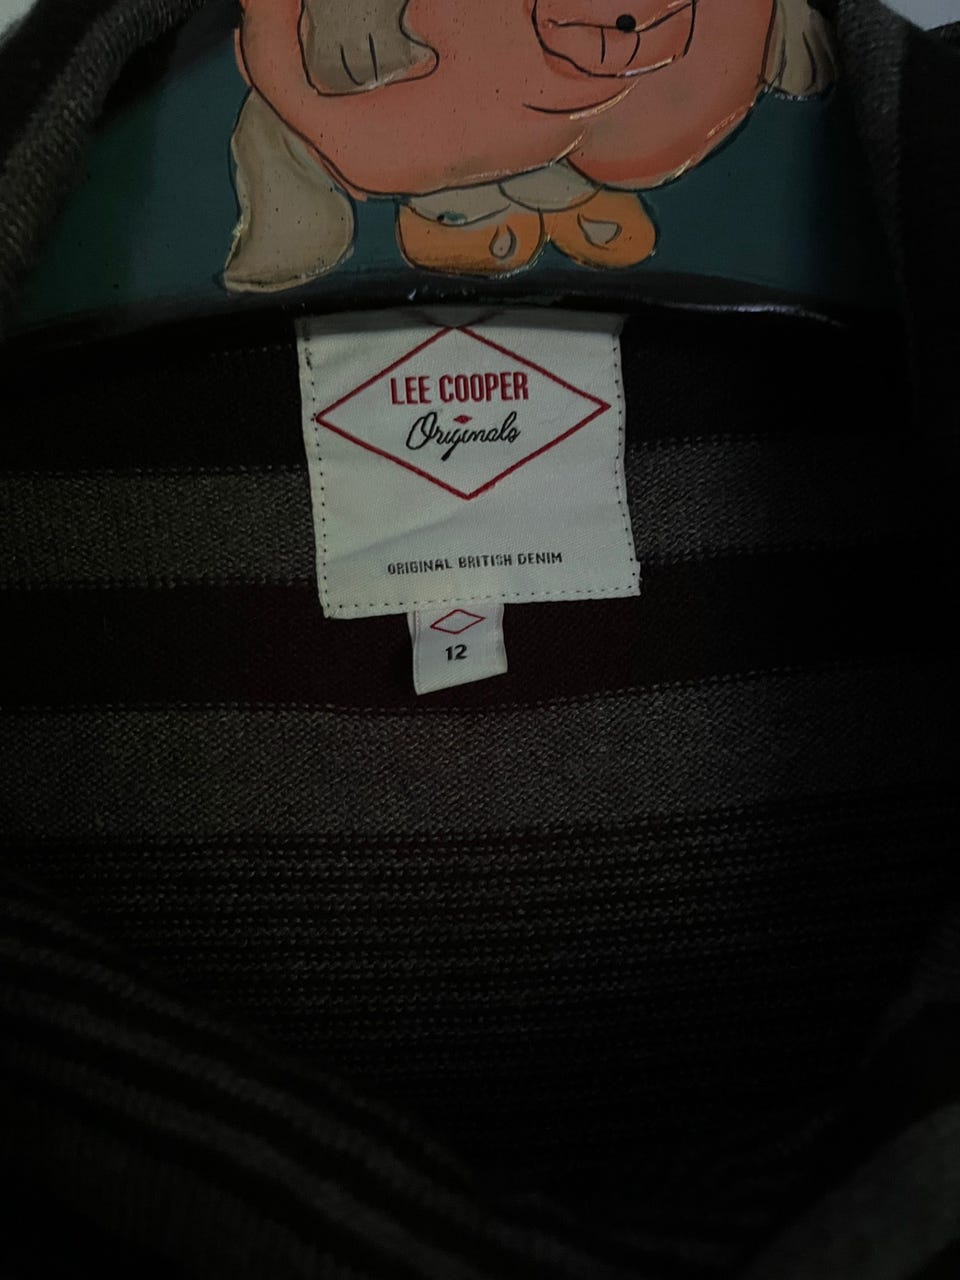 LEE COOPER
Originals
ORIGINAL BRITISH DENIM
12